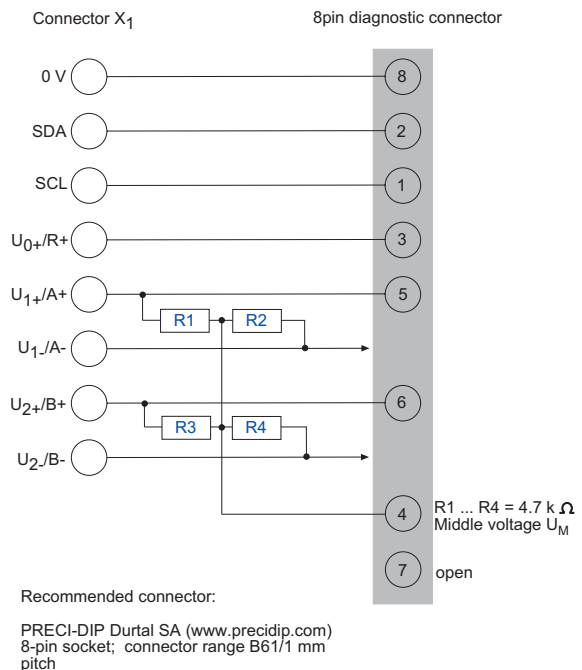 Connector X1 8pin diagnostic connector
0 V 8
SDA 2
SCL 1
U0+/R+ 3
U1+/A+ 5
R1 R2
U1-/A-
U2+/B+ 6
R3 R4
U2-/B-
4 R1 ... R4 = 4.7 k Ω
Middle voltage UM
7 open
Recommended connector:
PRECI-DIP Durtal SA (www.precidip.com)
8-pin socket; connector range B61/1 mm
pitch